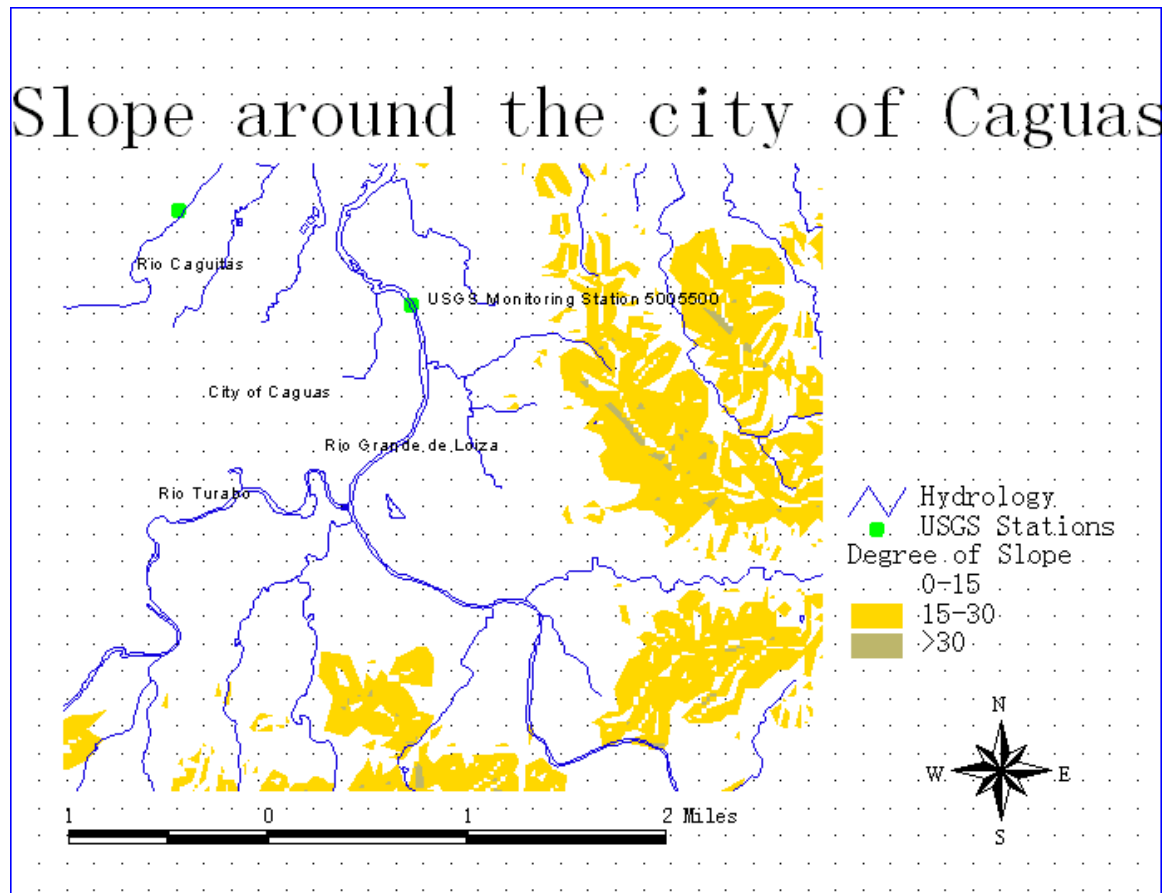 Slope around the city of Caguas
Rio Caguitas
USGS Monitoring Station 5005500
City of Caguas
Rio Grande de Loiza
Rio Turabo
Hydrology
USGS Stations
Degree of Slope
0-15
15-30
>30
N
W E
S
1 0 1 2 Miles